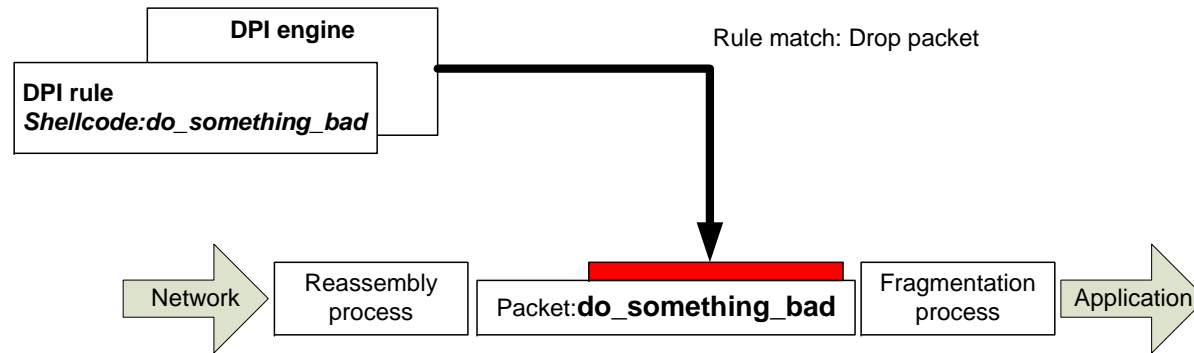 DPI engine
Rule match: Drop packet
DPI rule
Shellcode:do_something_bad
Network
Reassembly
process
Packet:do_something_bad
Fragmentation
process
Application